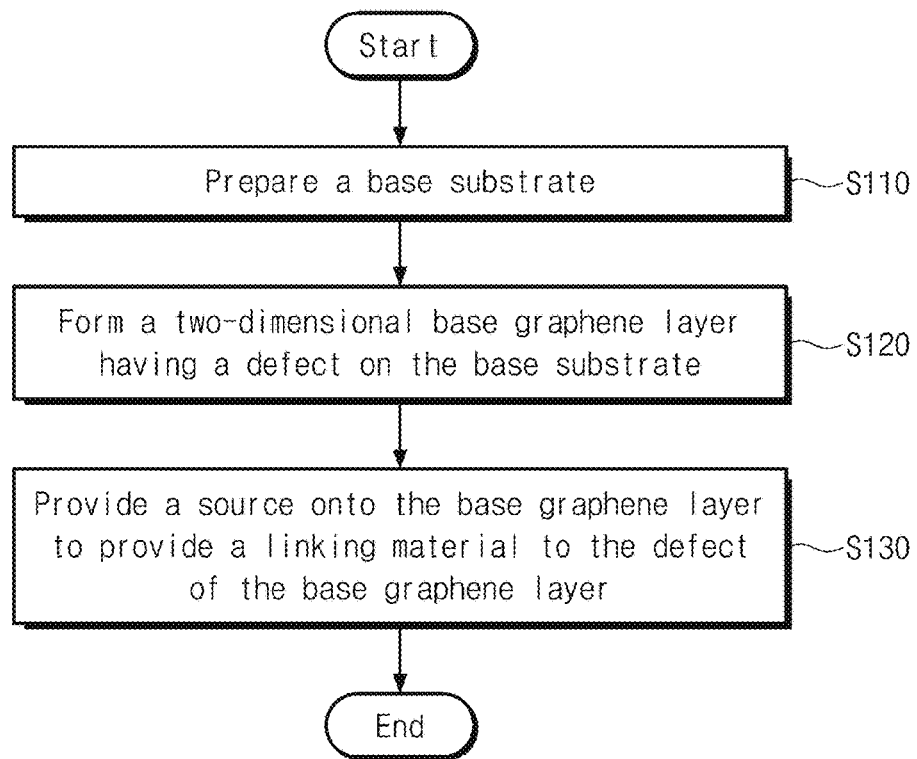 Start
Prepare a base substrate
S110
Form a two-dimensional base graphene layer
having a defect on the base substrate
S120
Provide a source onto the base graphene layer
to provide a linking material to the defect
of the base graphene layer
S130
End